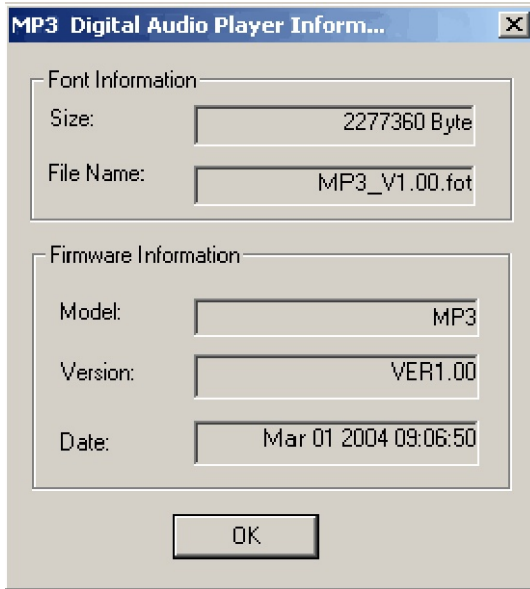 MP3 Digital Audio Player Inform...
Font Information
Size: 2277360 Byte
File Name: MP3_V1.00.fot
Firmware Information
Model: MP3
Version: VER1.00
Date: Mar 01 2004 09:06:50
OK